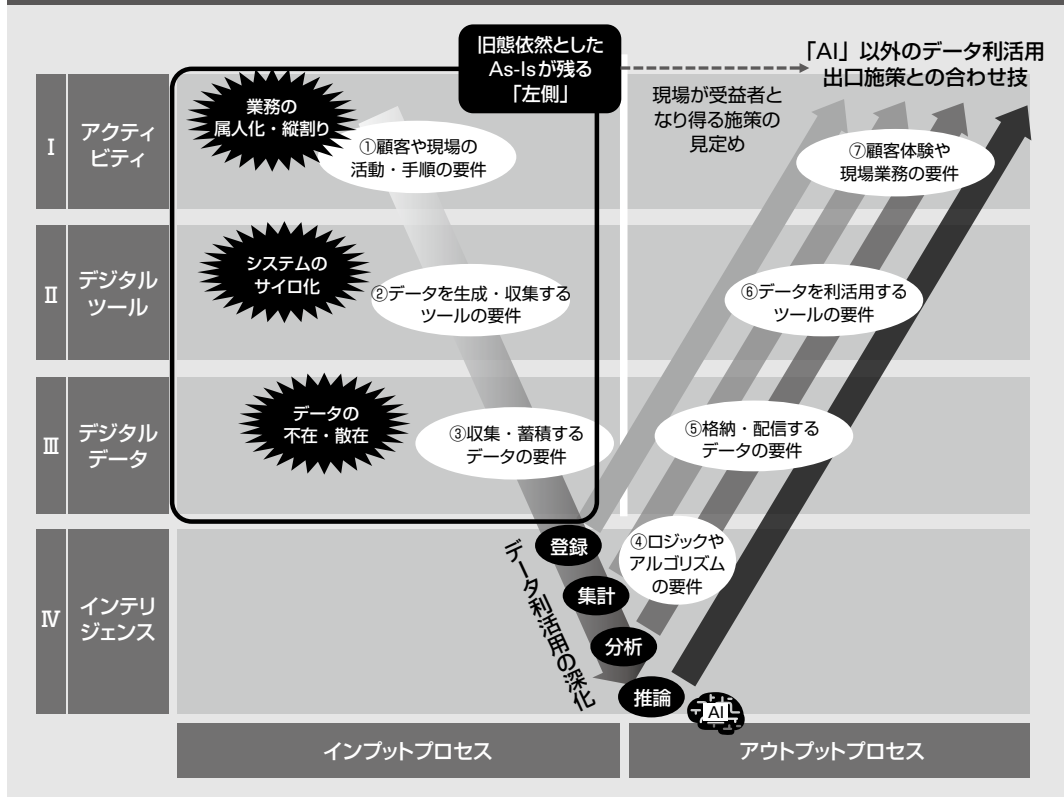 旧態依然とした
As-Isが残る
「左側」
「AI」以外のデータ利活用
出口施策との合わせ技
現場が受益者と
なり得る施策の
見定め
Ⅰ
アクティ
ビティ
業務の
属人化・縦割り
①顧客や現場の
活動・手順の要件
⑦顧客体験や
現場業務の要件
Ⅱ
デジタル
ツール
システムの
サイロ化
②データを生成・収集する
ツールの要件
⑥データを利活用する
ツールの要件
Ⅲ
デジタル
データ
データの
不在・散在
③収集・蓄積する
データの要件
⑤格納・配信する
データの要件
Ⅳ
インテリ
ジェンス
データ利活用の深化
登録
集計
分析
推論
④ロジックや
アルゴリズム
の要件
AI
インプットプロセス
アウトプットプロセス